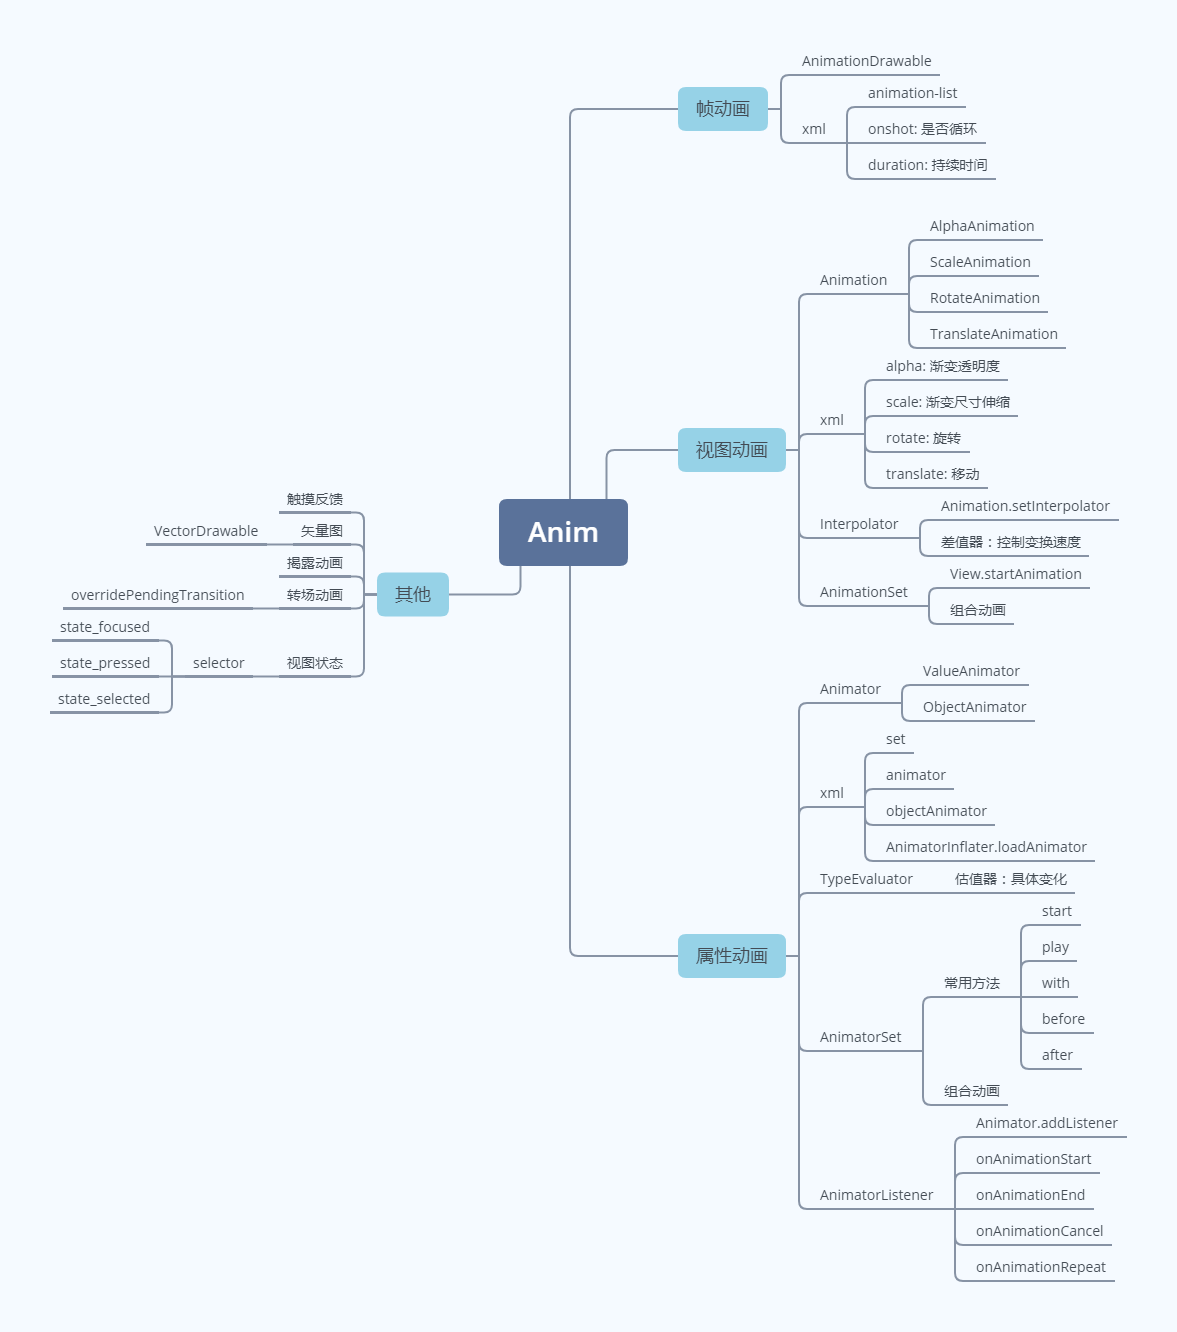 Anim
帧动画
AnimationDrawable
xml
animation-list
onshot: 是否循环
duration: 持续时间
视图动画
Animation
AlphaAnimation
ScaleAnimation
RotateAnimation
TranslateAnimation
xml
alpha: 渐变透明度
scale: 渐变尺寸伸缩
rotate: 旋转
translate: 移动
Interpolator
Animation.setInterpolator
差值器：控制变换速度
AnimationSet
View.startAnimation
组合动画
属性动画
Animator
ValueAnimator
ObjectAnimator
xml
set
animator
objectAnimator
AnimatorInflater.loadAnimator
TypeEvaluator
估值器：具体变化
AnimatorSet
常用方法
start
play
with
before
after
组合动画
AnimatorListener
Animator.addListener
onAnimationStart
onAnimationEnd
onAnimationCancel
onAnimationRepeat
其他
触摸反馈
矢量图
VectorDrawable
揭露动画
转场动画
overridePendingTransition
视图状态
selector
state_focused
state_pressed
state_selected